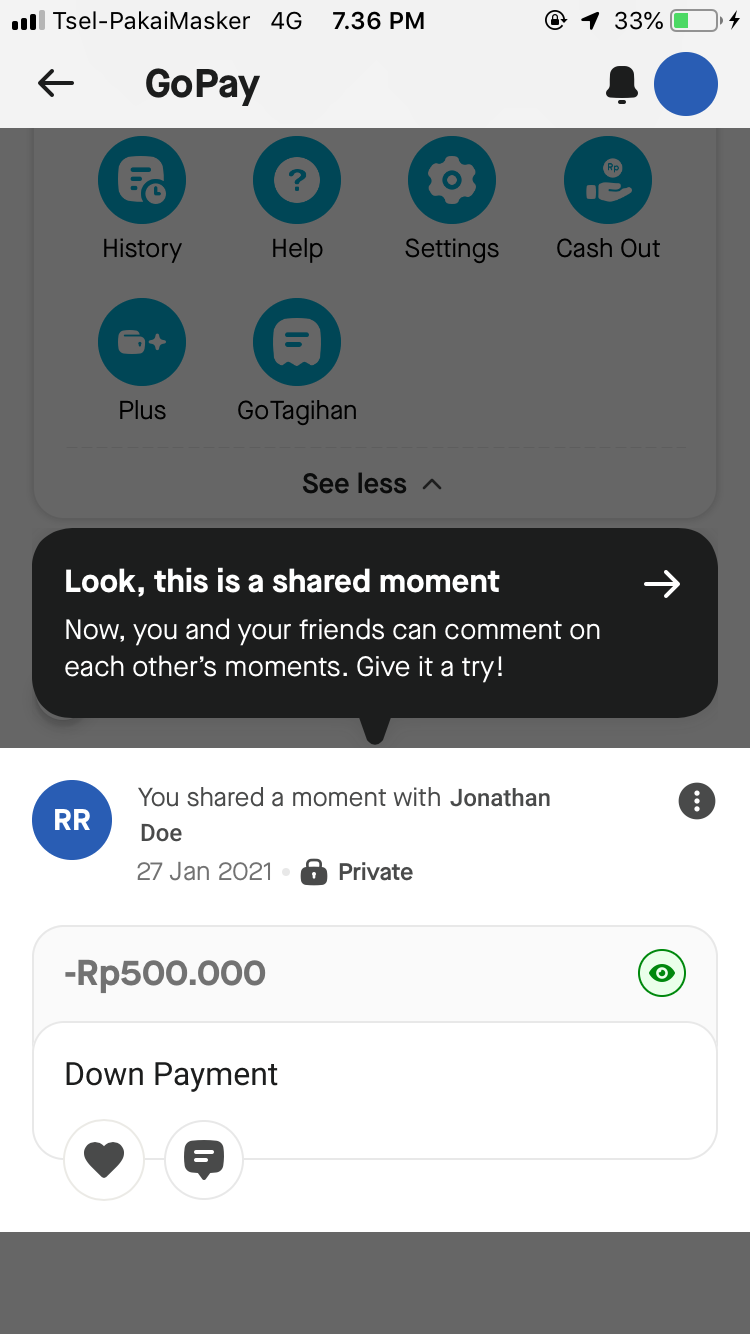 Tsel-PakaiMasker 4G 7.36 PM 33%
GoPay
History Help Settings Cash Out
Rp
Plus GoTagihan
See less
Look, this is a shared moment
Now, you and your friends can comment on
each other's moments. Give it a try!
RR
You shared a moment with Jonathan
Doe
27 Jan 2021 • Private
-Rp500.000
Down Payment